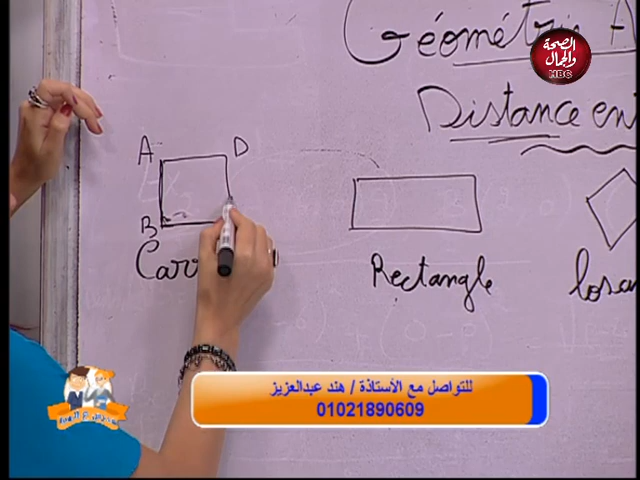 Géométrie A
الصحة
والجمال
HBC
Distance en
A
D
B
Carr
Rectangle
losan
للتواصل مع الأستاذة / هند عبدالعزيز
01021890609